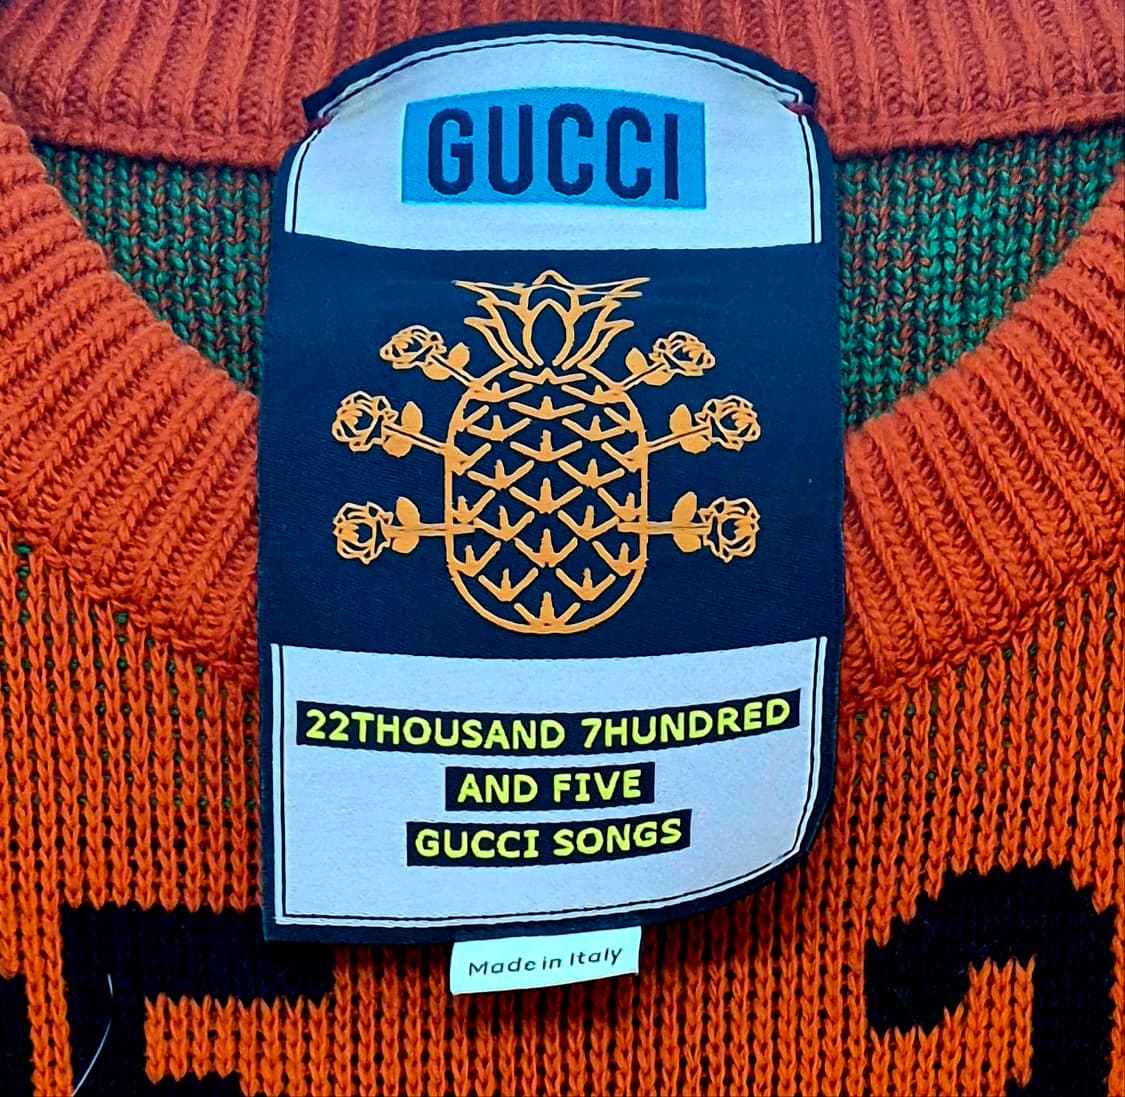 GUCCI
22THOUSAND 7HUNDRED
AND FIVE
GUCCI SONGS
Made in Italy